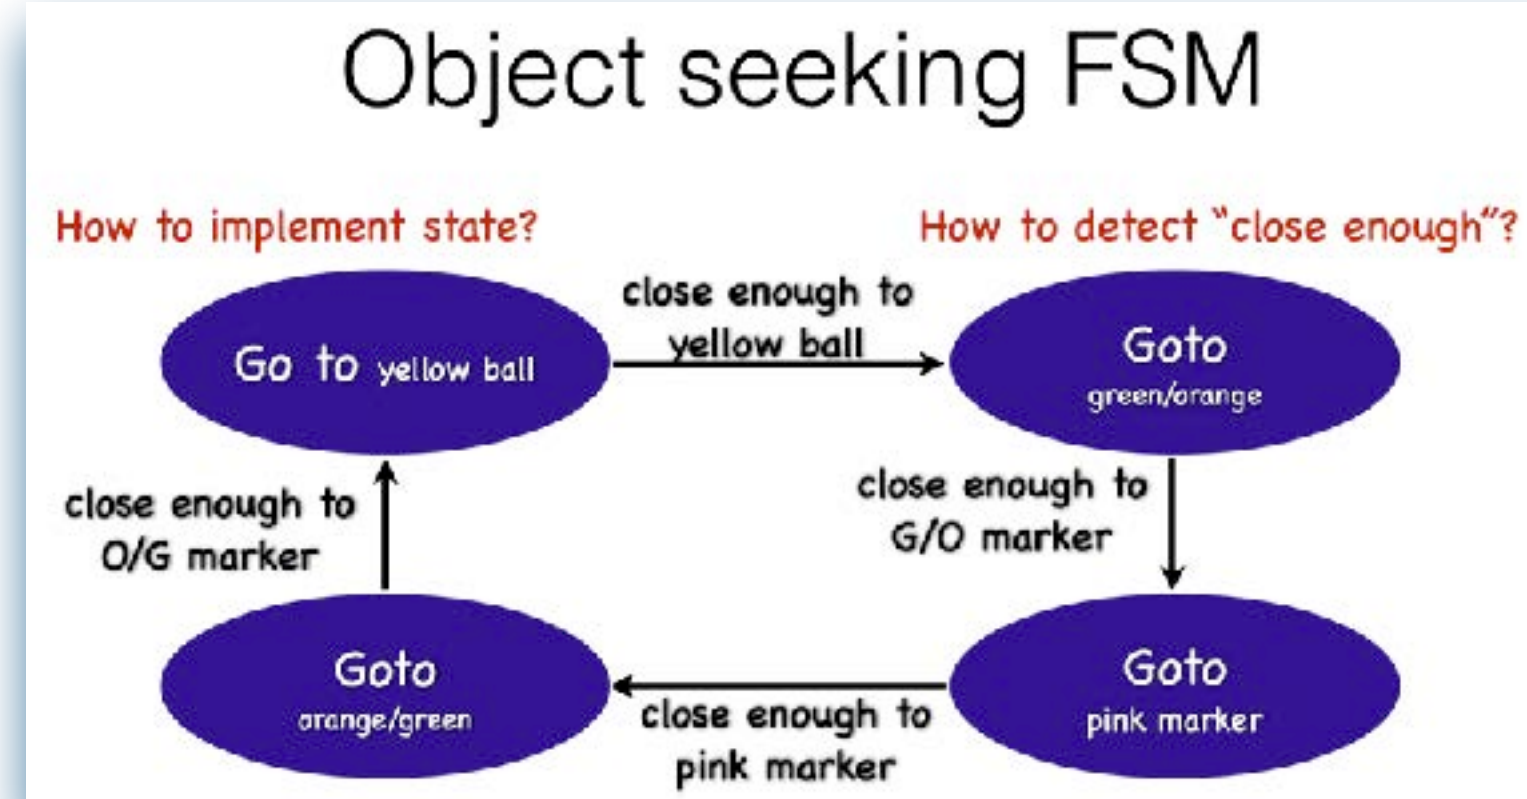 Object seeking FSM
How to implement state?
How to detect “close enough”?
close enough to
yellow ball
Go to yellow ball
Goto
green/orange
close enough to
O/G marker
close enough to
G/O marker
Goto
orange/green
close enough to
pink marker
Goto
pink marker